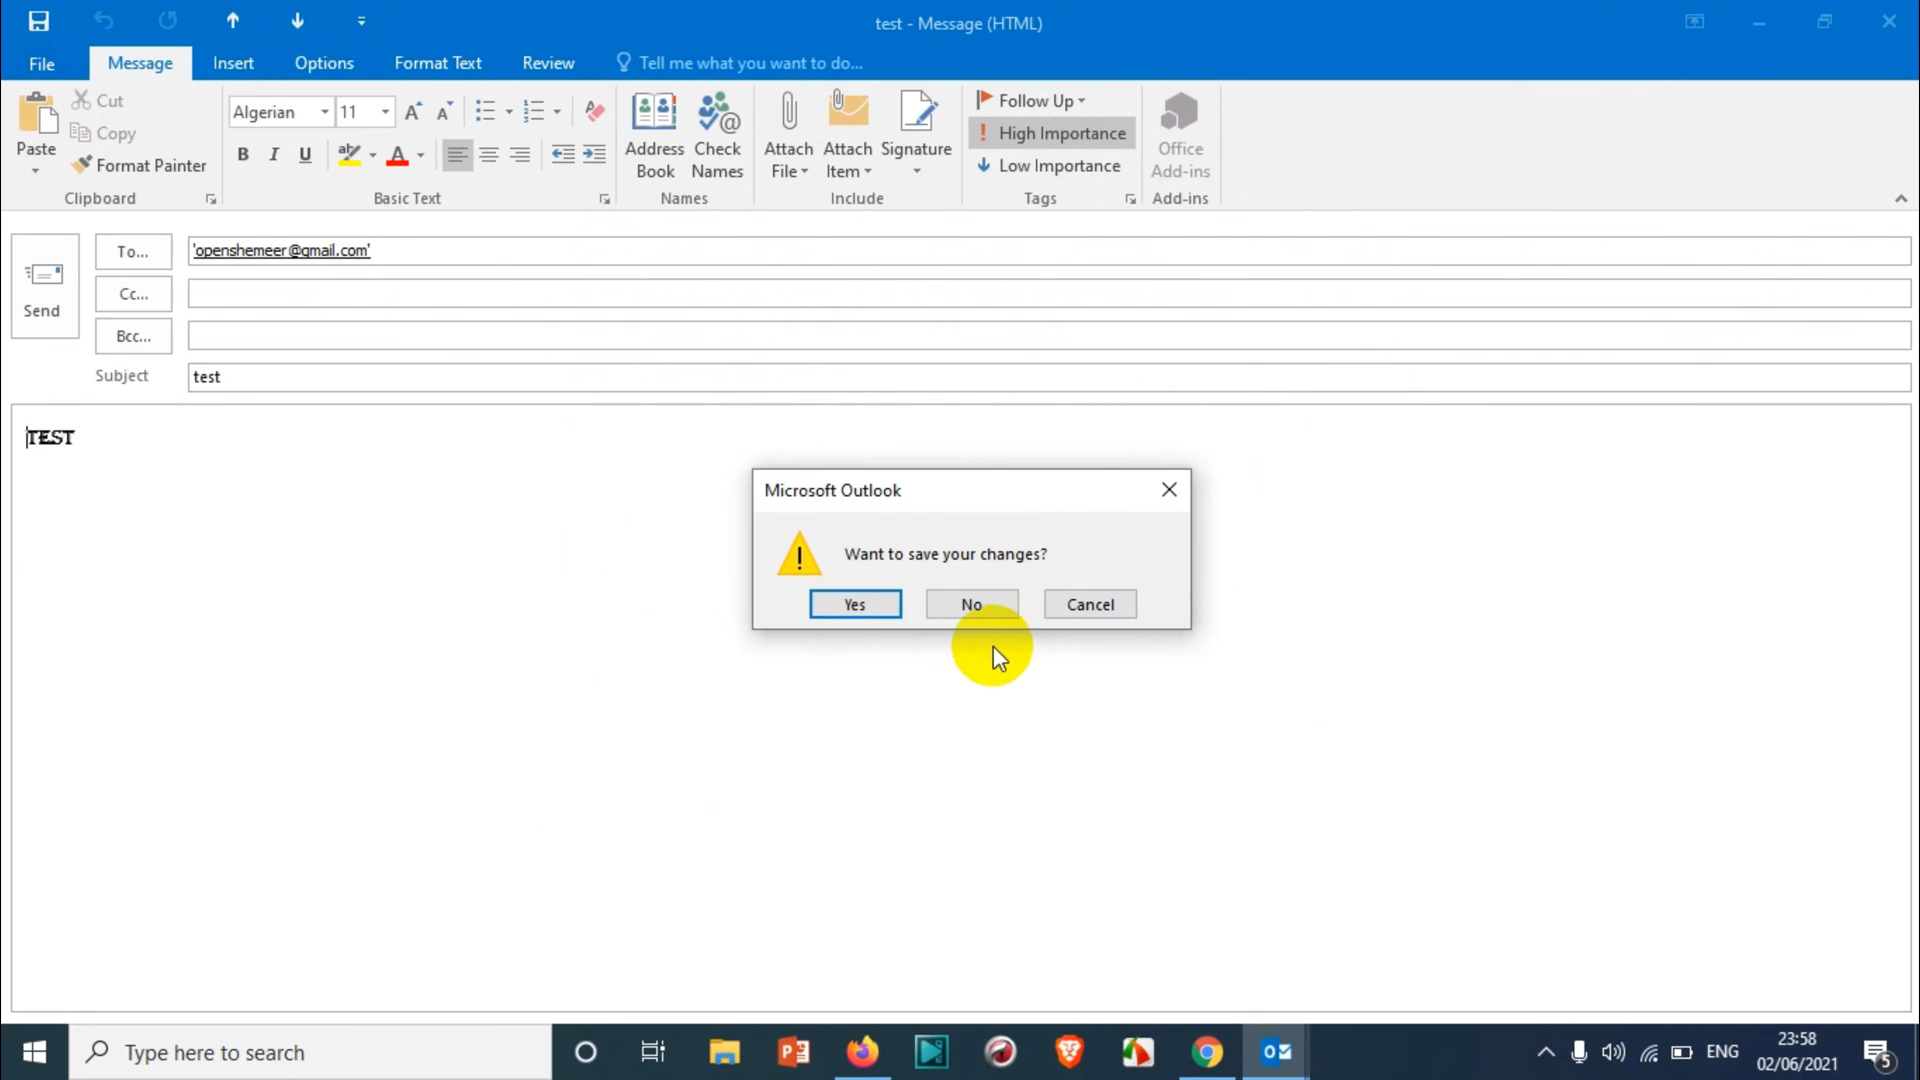 test - Message (HTML)
File Message Insert Options Format Text Review Tell me what you want to do...
Paste
Cut
Copy
Format Painter
Clipboard
Algerian 11
B I U
Basic Text
Address Book
Check Names
Names
Attach File
Attach Item
Signature
Include
Follow Up
High Importance
Low Importance
Tags
Office Add-ins
Add-ins
Send
To... 'openshemeer@gmail.com'
Cc...
Bcc...
Subject test
TEST
Microsoft Outlook
Want to save your changes?
Yes No Cancel
Type here to search
ENG
23:58
02/06/2021
5